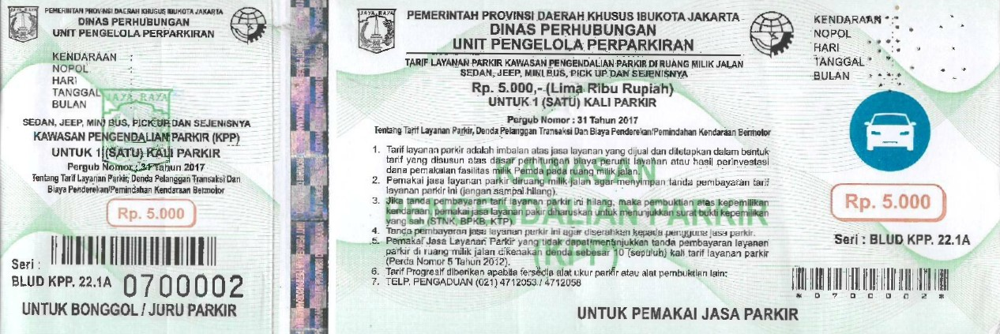 JAYA RAYA
PEMERINTAH PROVINSI DAERAH KHUSUS IBUKOTA JAKARTA
DINAS PERHUBUNGAN
UNIT PENGELOLA PERPARKIRAN
KENDARAAN :
NOPOL :
HARI :
TANGGAL :
BULAN :
JAYA RAYA
SEDAN, JEEP, MINI BUS, PICK UP DAN SEJENISNYA
KAWASAN PENGENDALIAN PARKIR (KPP)
UNTUK 1 (SATU) KALI PARKIR
Pergub Nomor : 31 Tahun 2017
Tentang Tarif Layanan Parkir, Denda Pelanggan Transaksi Dan
Biaya Penderekan/Pemindahan Kendaraan Bermotor
Rp. 5.000
Seri :
BLUD KPP. 22.1A 0700002
UNTUK BONGGOL / JURU PARKIR
JAYA RAYA
PEMERINTAH PROVINSI DAERAH KHUSUS IBUKOTA JAKARTA
DINAS PERHUBUNGAN
UNIT PENGELOLA PERPARKIRAN
TARIF LAYANAN PARKIR KAWASAN PENGENDALIAN PARKIR DI RUANG MILIK JALAN
SEDAN, JEEP, MINI BUS, PICK UP DAN SEJENISNYA
Rp. 5.000,- (Lima Ribu Rupiah)
UNTUK 1 (SATU) KALI PARKIR
Pergub Nomor : 31 Tahun 2017
Tentang Tarif Layanan Parkir, Denda Pelanggan Transaksi Dan Biaya Penderekan/Pemindahan Kendaraan Bermotor
1. Tarif layanan parkir adalah imbalan atas jasa layanan yang dijual dan ditetapkan dalam bentuk
tarif yang disusun atas dasar perhitungan biaya perunit layanan atau hasil perinvestasi
dana pemakaian fasilitas milik Pemda pada ruang milik jalan.
2. Pemakai jasa layanan parkir diruang milik jalan agar menyimpan tanda pembayaran tarif
layanan parkir ini (jangan sampai hilang).
3. Jika tanda pembayaran tarif layanan parkir ini hilang, maka pembuktian atas kepemilikan
kendaraan, pemakai jasa layanan pakir diharuskan untuk menunjukkan surat bukti kepemilikan
yang sah (STNK, BPKB, KTP)
4. Tanda pembayaran jasa layanan parkir ini agar diserahkan kepada pengguna jasa parkir.
5. Pemakai Jasa Layanan Parkir yang tidak dapat menunjukkan tanda pembayaran layanan
parkir di ruang milik jalan dikenakan denda sebesar 10 (sepuluh) kali tarif layanan parkir
(Perda Nomor 5 Tahun 2012).
6. Tarif Progresif diberikan apabila tersedia alat ukur parkir atau alat pembuktian lain:
7. TELP. PENGADUAN (021) 4712053 / 4712058
KAWASAN
PENGENDALIAN PARKIR
(KPP)
UNTUK PEMAKAI JASA PARKIR
KENDARAAN
NOPOL
HARI
TANGGAL
BULAN
Rp. 5.000
Seri : BLUD KPP. 22.1A
*0700002*